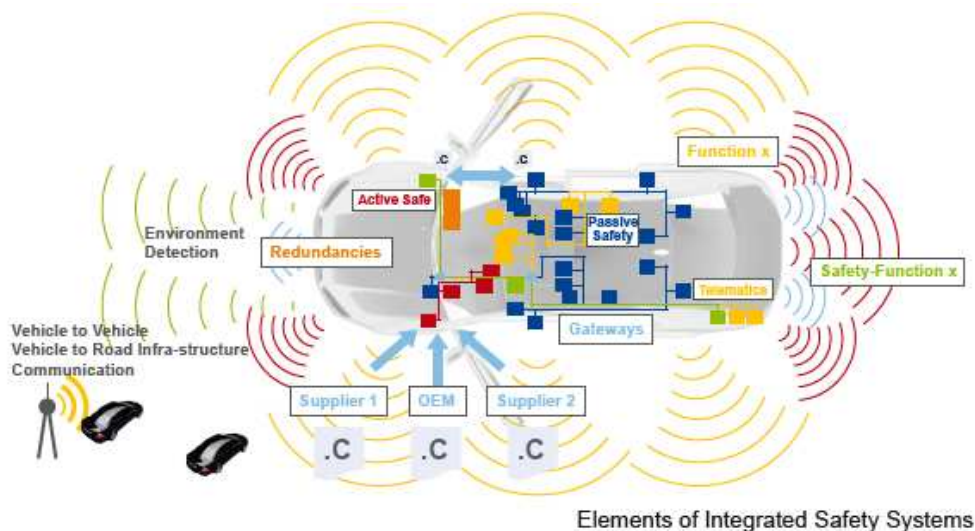 .C
.C
Function x
Active Safe
Passive
Safety
Environment
Detection
Redundancies
Safety-Function x
Telematics
Vehicle to Vehicle
Vehicle to Road Infra-structure
Communication
Gateways
Supplier 1
OEM
Supplier 2
.C
.C
.C
Elements of Integrated Safety Systems